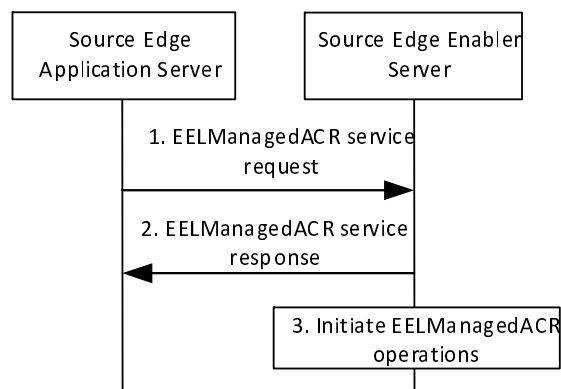 Source Edge
Application Server
Source Edge Enabler
Server
1. EELManagedACR service
request
2. EELManagedACR service
response
3. Initiate EELManagedACR
operations